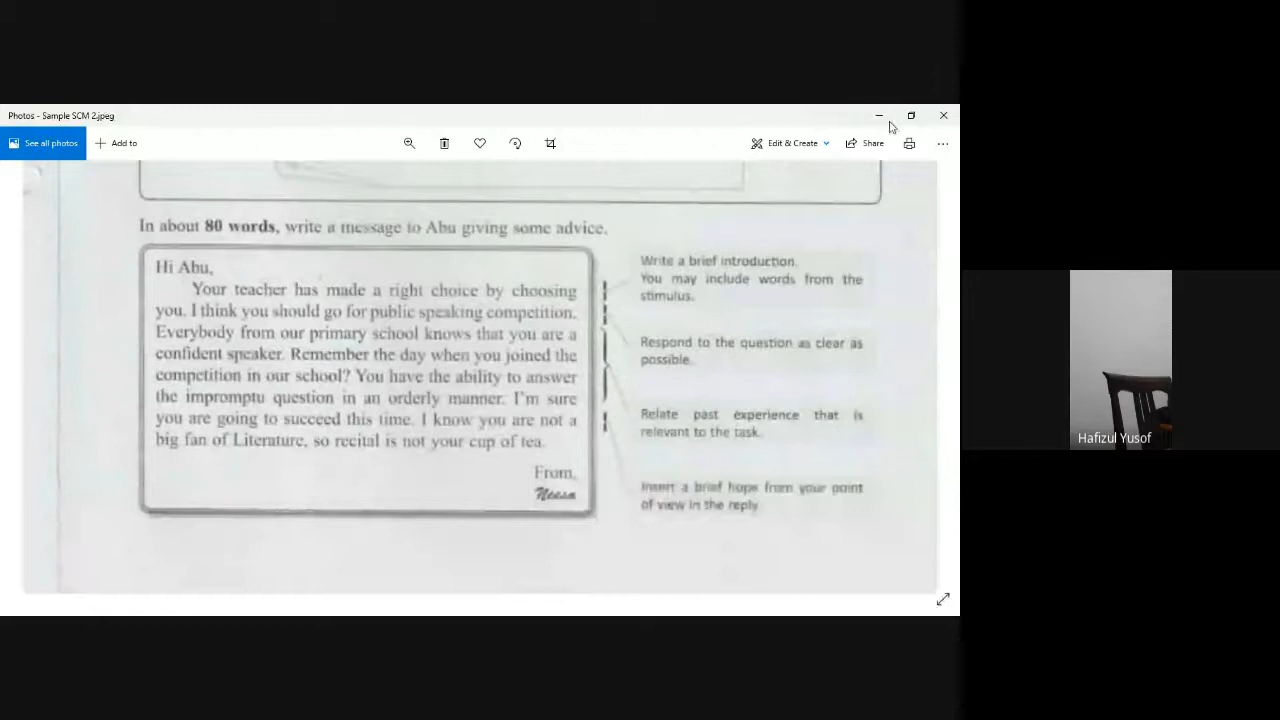 Photos - Sample SCM 2.jpeg
See all photos
Add to
Edit & Create
Share
In about 80 words, write a message to Abu giving some advice.
Hi Abu,
Your teacher has made a right choice by choosing
you. I think you should go for public speaking competition.
Everybody from our primary school knows that you are a
confident speaker. Remember the day when you joined the
competition in our school? You have the ability to answer
the impromptu question in an orderly manner. I'm sure
you are going to succeed this time. I know you are not a
big fan of Literature, so recital is not your cup of tea.
From,
Neesa
Write a brief introduction.
You may include words from the
stimulus.
Respond to the question as clear as
possible.
Relate past experience that is
relevant to the task.
Insert a brief hope from your point
of view in the reply
Hafizul Yusof